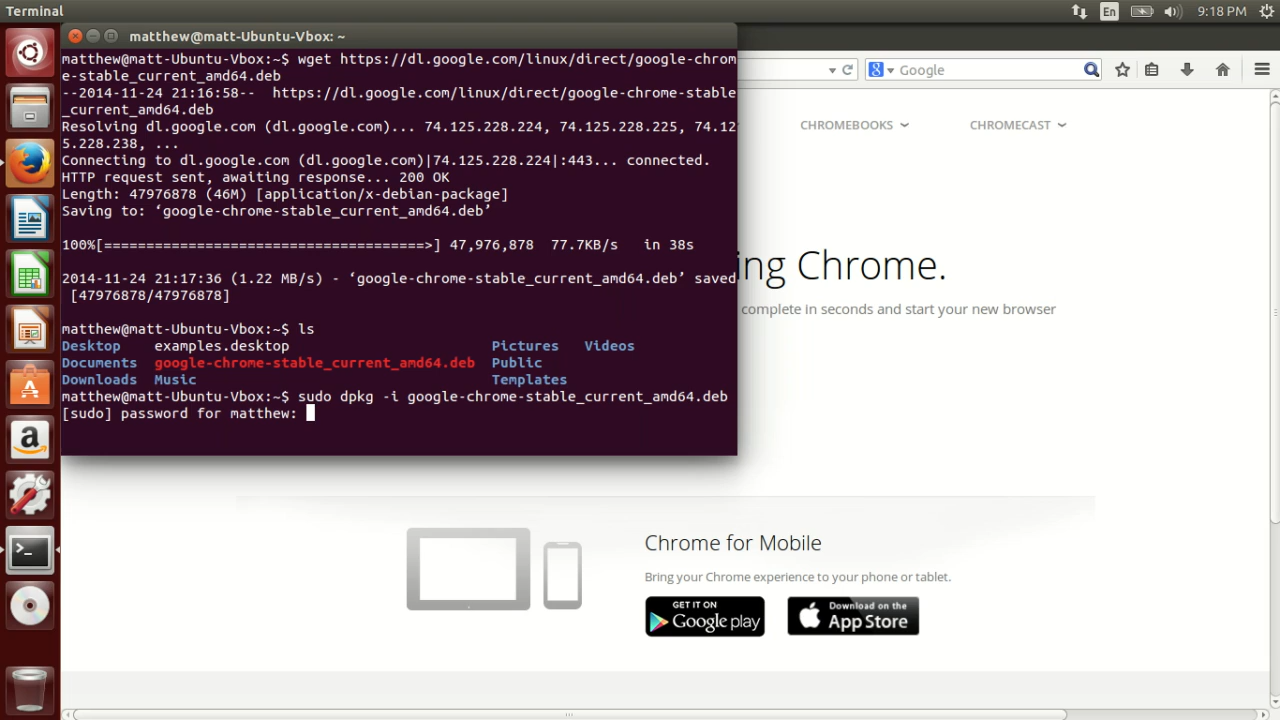 Terminal
En
9:18 PM
matthew@matt-Ubuntu-Vbox: ~
matthew@matt-Ubuntu-Vbox:~$ wget https://dl.google.com/linux/direct/google-chrom
e-stable_current_amd64.deb
--2014-11-24 21:16:58--  https://dl.google.com/linux/direct/google-chrome-stable
_current_amd64.deb
Resolving dl.google.com (dl.google.com)... 74.125.228.224, 74.125.228.225, 74.12
5.228.238, ...
Connecting to dl.google.com (dl.google.com)|74.125.228.224|:443... connected.
HTTP request sent, awaiting response... 200 OK
Length: 47976878 (46M) [application/x-debian-package]
Saving to: ‘google-chrome-stable_current_amd64.deb’
100%[======================================>] 47,976,878  77.7KB/s   in 38s
2014-11-24 21:17:36 (1.22 MB/s) - ‘google-chrome-stable_current_amd64.deb’ saved
[47976878/47976878]
matthew@matt-Ubuntu-Vbox:~$ ls
Desktop    examples.desktop    Pictures   Videos
Documents  google-chrome-stable_current_amd64.deb  Public
Downloads  Music    Templates
matthew@matt-Ubuntu-Vbox:~$ sudo dpkg -i google-chrome-stable_current_amd64.deb
[sudo] password for matthew:
Google
CHROMEBOOKS
CHROMECAST
ing Chrome.
complete in seconds and start your new browser
Chrome for Mobile
Bring your Chrome experience to your phone or tablet.
GET IT ON
Google play
Download on the
App Store